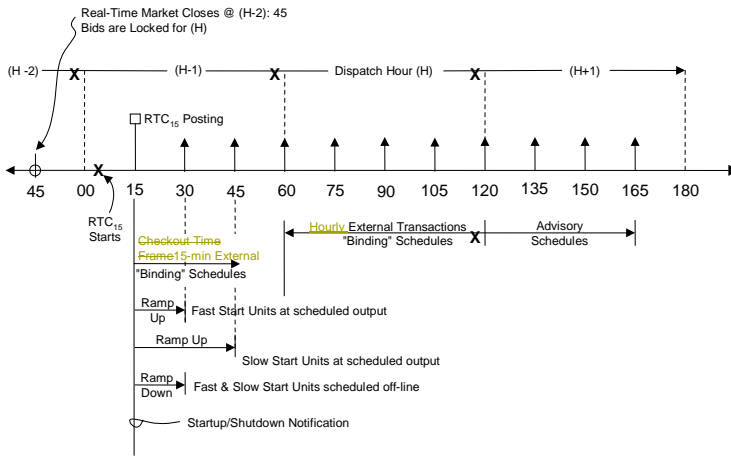 Real-Time Market Closes @ (H-2): 45
Bids are Locked for (H)
(H -2)
X
(H-1)
X
Dispatch Hour (H)
X
(H+1)
RTC15 Posting
X
45
00
15
30
45
60
75
90
105
120
135
150
165
180
RTC15
Starts
Checkout Time
Frame15-min External
"Binding" Schedules
Hourly External Transactions
"Binding" Schedules
X
Advisory
Schedules
Ramp
Up
Fast Start Units at scheduled output
Ramp Up
Slow Start Units at scheduled output
Ramp
Down
Fast & Slow Start Units scheduled off-line
Startup/Shutdown Notification